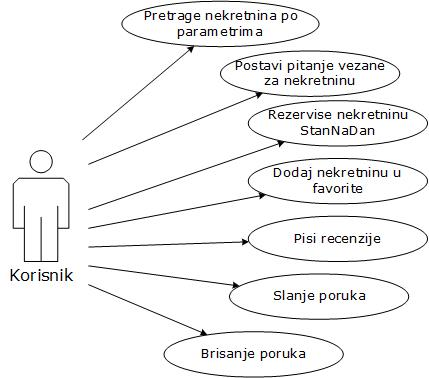 Pretrage nekretnina po
parametrima
Postavi pitanje vezane
za nekretninu
Rezervise nekretninu
StanNaDan
Dodaj nekretninu u
favorite
Pisi recenzije
Korisnik
Slanje poruka
Brisanje poruka